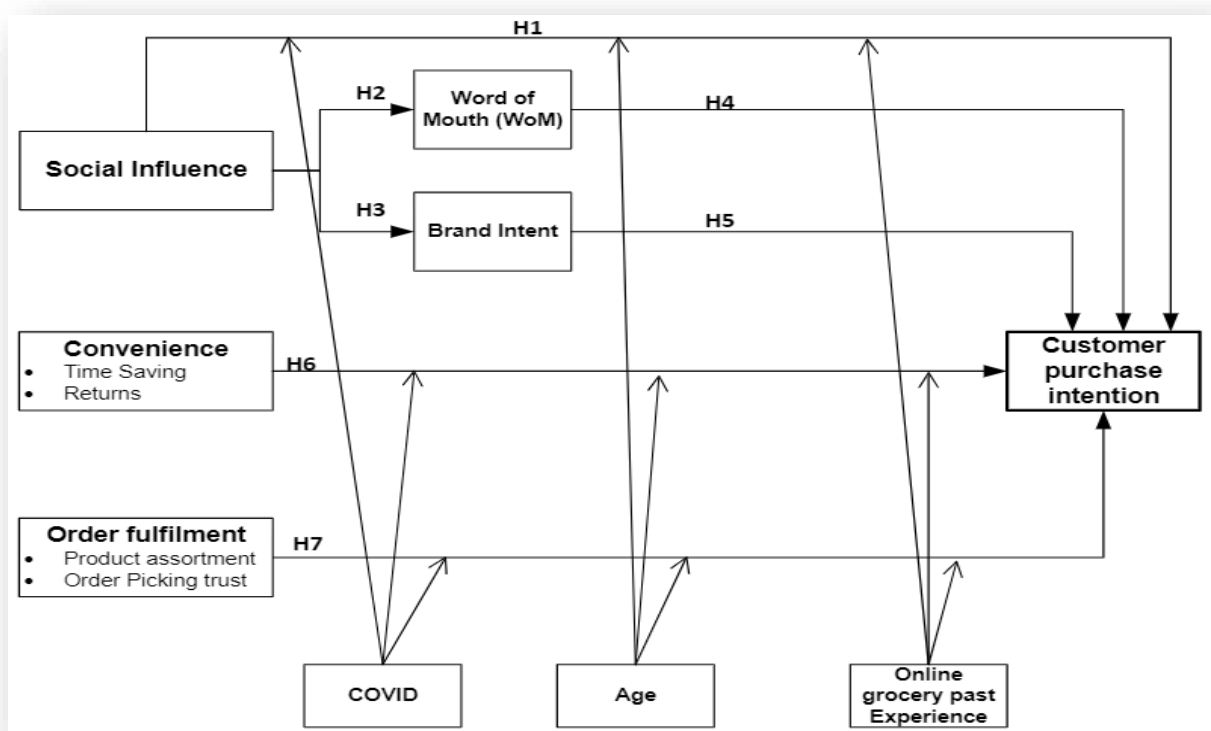 H1
H2
Word of
Mouth (WoM)
H4
Social Influence
H3
Brand Intent
H5
Convenience
• Time Saving
• Returns
H6
Customer
purchase
intention
Order fulfilment
• Product assortment
• Order Picking trust
H7
COVID
Age
Online
grocery past
Experience